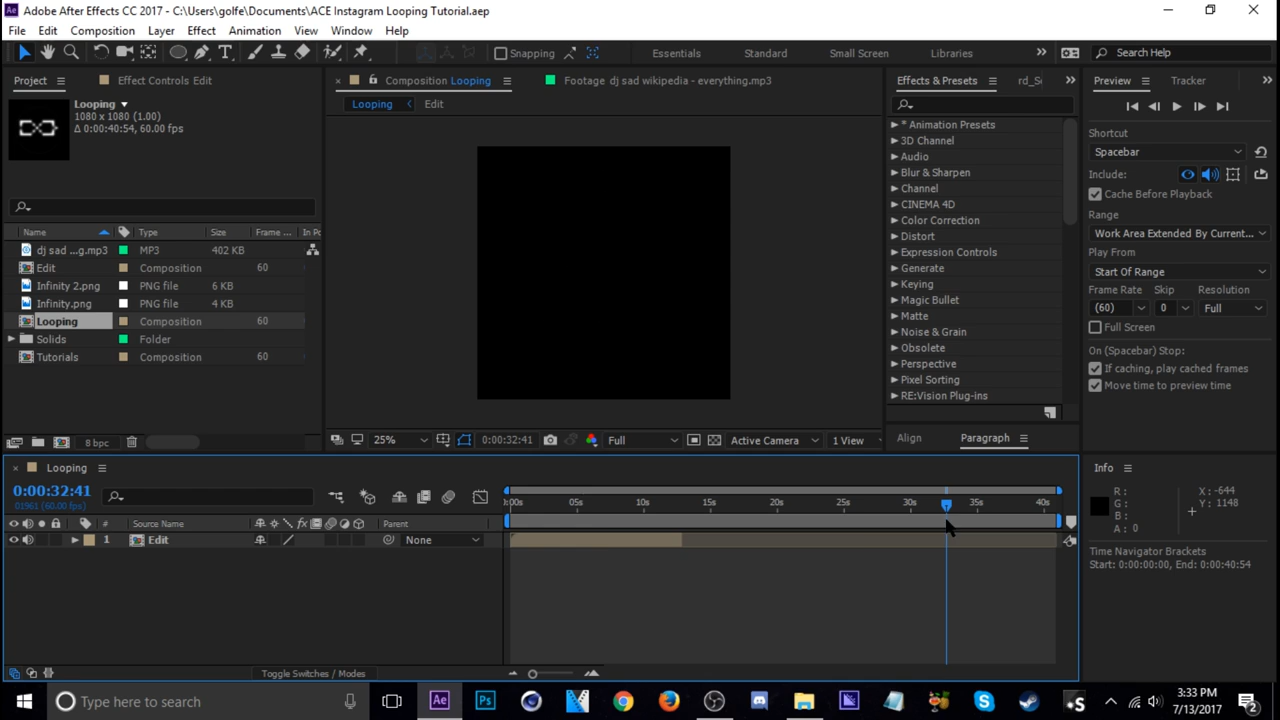 Adobe After Effects CC 2017 - C:\Users\golfe\Documents\ACE Instagram Looping Tutorial.aep
File Edit Composition Layer Effect Animation View Window Help
Snapping Essentials Standard Small Screen Libraries Search Help
Project Effect Controls Edit Composition Looping Footage dj sad wikipedia - everything.mp3 Effects & Presets Preview Tracker
Looping
1080 x 1080 (1.00)
Δ 0:00:40:54, 60.00 fps
Looping Edit
* Animation Presets
3D Channel
Audio
Blur & Sharpen
Channel
CINEMA 4D
Color Correction
Distort
Expression Controls
Generate
Keying
Magic Bullet
Matte
Noise & Grain
Obsolete
Perspective
Pixel Sorting
RE:Vision Plug-ins
Shortcut
Spacebar
Include:
Cache Before Playback
Range
Work Area Extended By Current...
Play From
Start Of Range
Frame Rate Skip Resolution
(60) 0 Full
Full Screen
On (Spacebar) Stop:
If caching, play cached frames
Move time to preview time
Name Type Size Frame ... In Po
dj sad ...g.mp3 MP3 402 KB
Edit Composition 60
Infinity 2.png PNG file 6 KB
Infinity.png PNG file 4 KB
Looping Composition 60
Solids Folder
Tutorials Composition 60
8 bpc
25% 0:00:32:41 Full Active Camera 1 View
Align Paragraph
Looping
0:00:32:41
01961 (60.00 fps)
# Source Name Parent
1 Edit None
:00s 05s 10s 15s 20s 25s 30s 35s 40s
Toggle Switches / Modes
Info
R: X: -644
G: Y: 1148
B:
A: 0
Time Navigator Brackets
Start: 0:00:00:00, End: 0:00:40:54
Type here to search
3:33 PM
7/13/2017